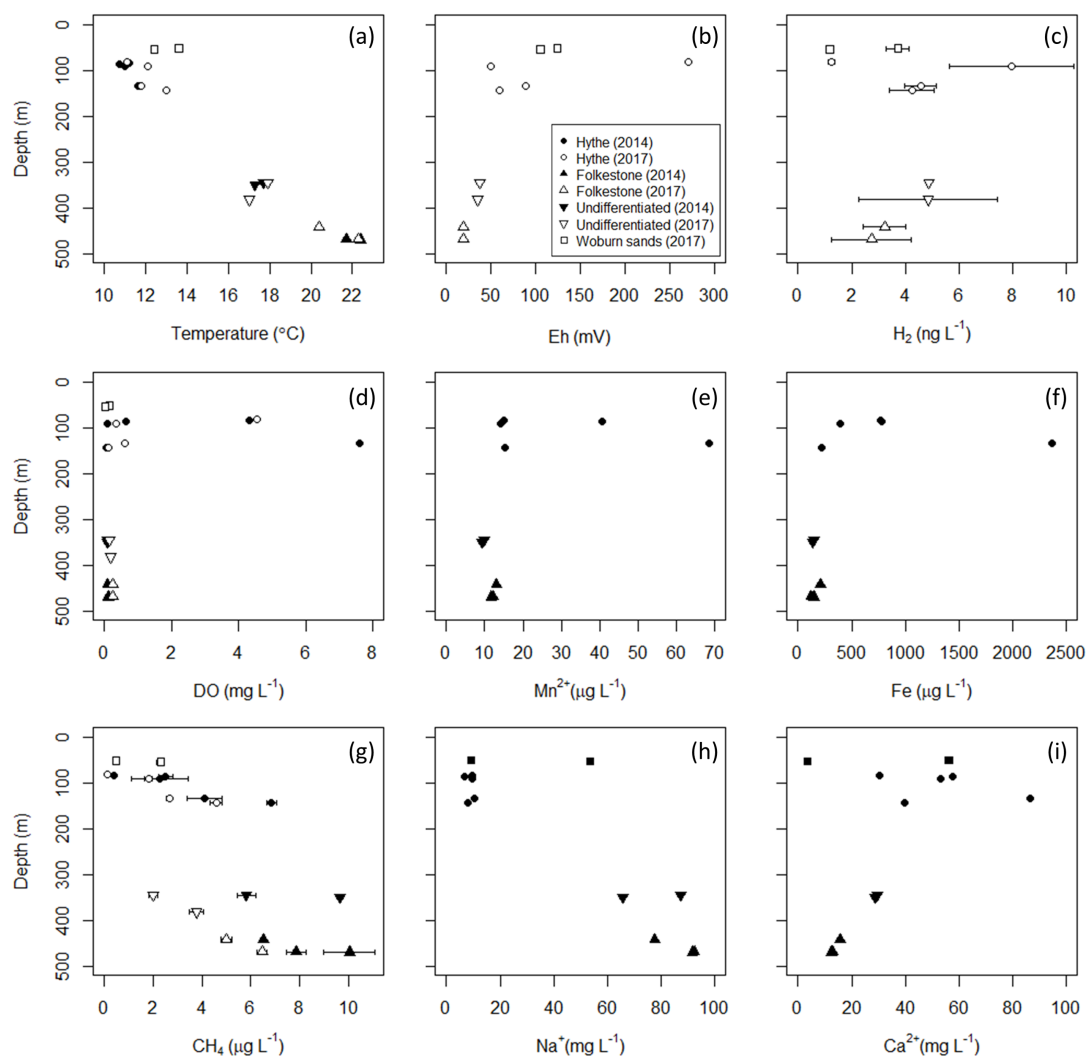 (a)
0
100
200
300
400
500
Depth (m)
10
12
14
16
18
20
22
Temperature (°C)
(b)
Hythe (2014)
Hythe (2017)
Folkestone (2014)
Folkestone (2017)
Undifferentiated (2014)
Undifferentiated (2017)
Woburn sands (2017)
0
50
100
150
200
250
300
Eh (mV)
(c)
0
2
4
6
8
10
H₂ (ng L⁻¹)
(d)
0
100
200
300
400
500
Depth (m)
0
2
4
6
8
DO (mg L⁻¹)
(e)
0
10
20
30
40
50
60
70
Mn²⁺(μg L⁻¹)
(f)
0
500
1000
1500
2000
2500
Fe (μg L⁻¹)
(g)
0
100
200
300
400
500
Depth (m)
0
2
4
6
8
10
CH₄ (μg L⁻¹)
(h)
0
20
40
60
80
100
Na⁺(mg L⁻¹)
(i)
0
20
40
60
80
100
Ca²⁺(mg L⁻¹)